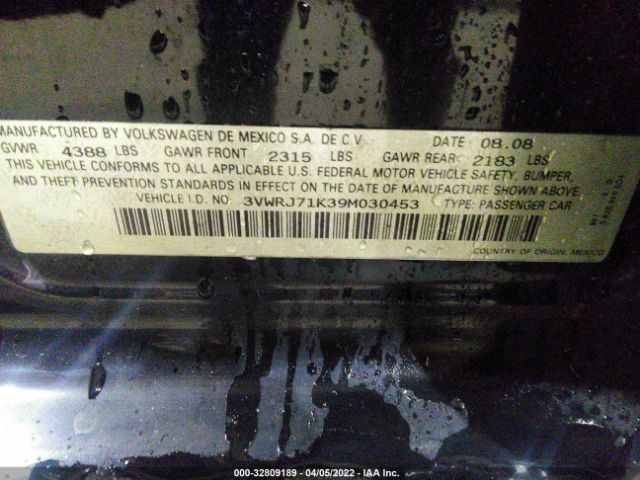 MANUFACTURED BY VOLKSWAGEN DE MEXICO S.A. DE C.V. DATE 08.08
GVWR 4388 LBS GAWR FRONT 2315 LBS GAWR REAR 2183 LBS
THIS VEHICLE CONFORMS TO ALL APPLICABLE U.S. FEDERAL MOTOR VEHICLE SAFETY, BUMPER,
AND THEFT PREVENTION STANDARDS IN EFFECT ON THE DATE OF MANUFACTURE SHOWN ABOVE.
VEHICLE I.D. NO. 3VWRJ71K39M030453 TYPE: PASSENGER CAR
COUNTRY OF ORIGIN: MEXICO
000-32809189 - 04/05/2022 - IAA Inc.